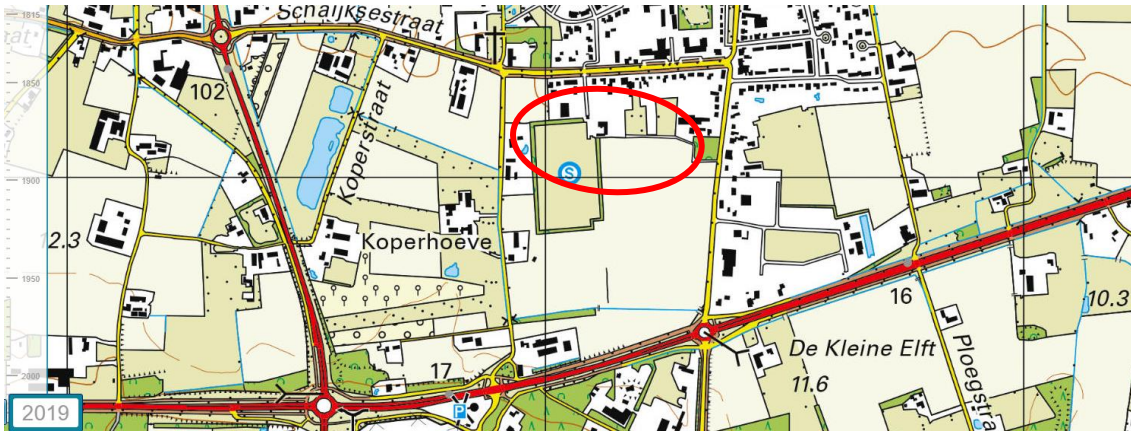 1815
Schaijksestraat
1850
102
Koperstraat
S
1900
12.3
Koperhoeve
1950
16
10.3
De Kleine Elft
17
11.6
Ploegstra
2000
2019
P